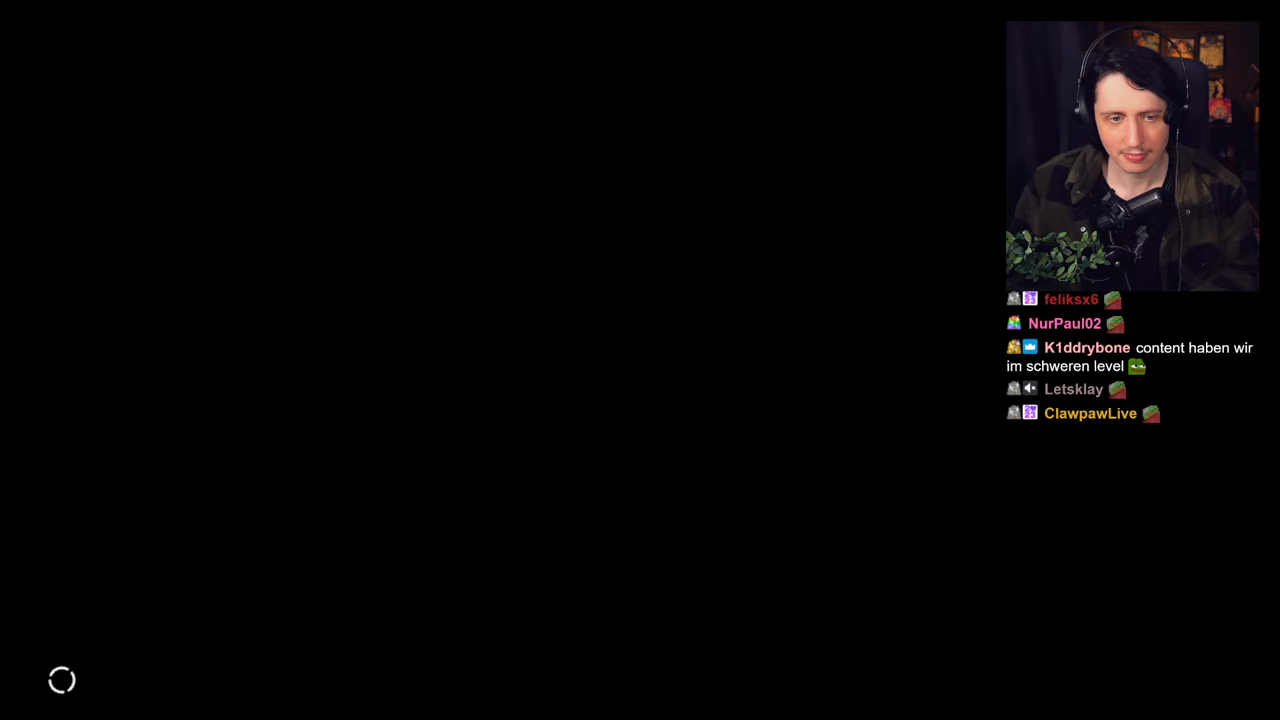 feliksx6
NurPaul02
K1ddrybone content haben wir
im schweren level
Letsklay
ClawpawLive